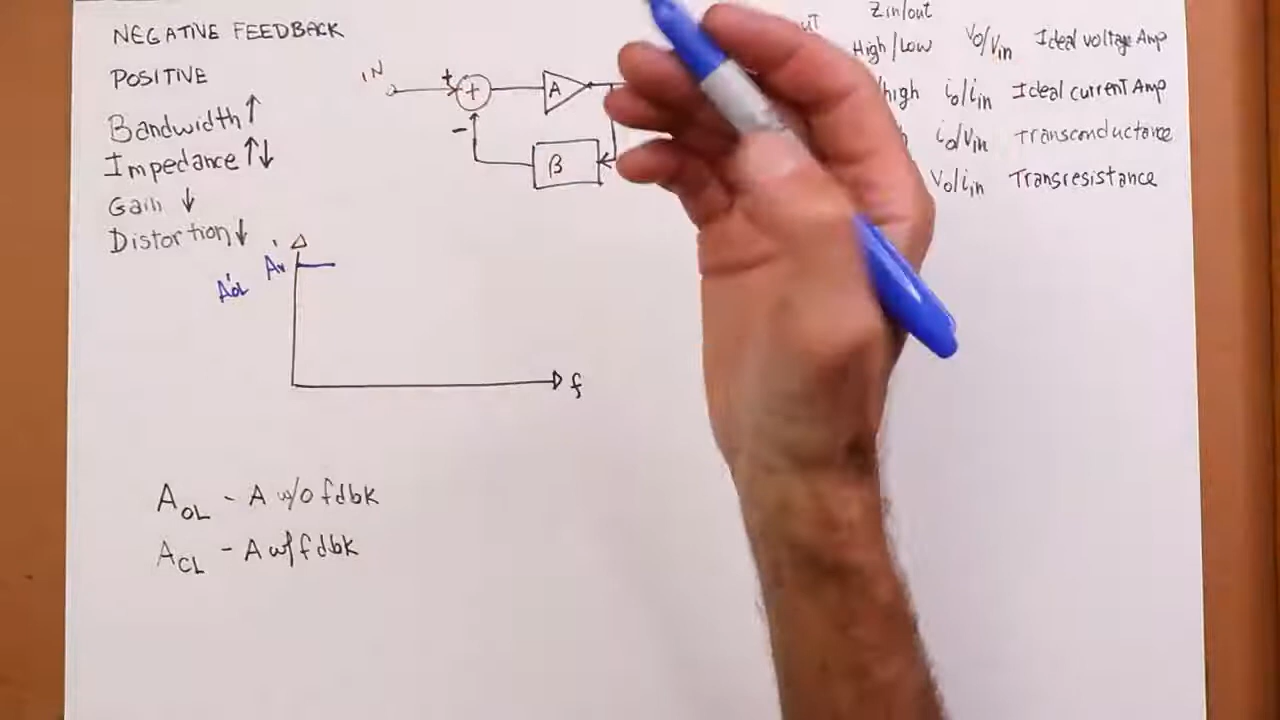 NEGATIVE FEEDBACK
POSITIVE
Bandwidth ↑
Impedance ↑↓
Gain ↓
Distortion ↓
IN
+
+
−
A
β
Zin/out
High/Low Vo/Vin Ideal voltage Amp
high io/iin Ideal current Amp
io/Vin Transconductance
Vo/iin Transresistance
Av
AOL
f
AOL - A w/o fdbk
ACL - A w/ fdbk